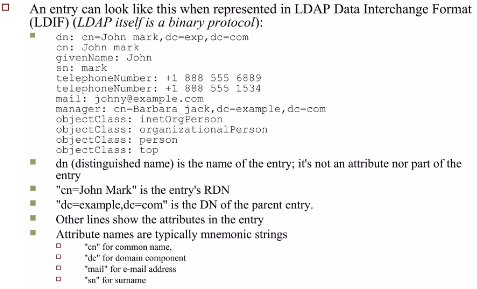 An entry can look like this when represented in LDAP Data Interchange Format
(LDIF) (LDAP itself is a binary protocol):
dn: cn=John mark,dc=exp,dc=com
cn: John mark
givenName: John
sn: mark
telephoneNumber: +1 888 555 6889
telephoneNumber: +1 888 555 1534
mail: johny@example.com
manager: cn=Barbara jack,dc=example,dc=com
objectClass: inetOrgPerson
objectClass: organizationalPerson
objectClass: person
objectClass: top
dn (distinguished name) is the name of the entry; it's not an attribute nor part of the
entry
"cn=John Mark" is the entry's RDN
"dc=example,dc=com" is the DN of the parent entry.
Other lines show the attributes in the entry
Attribute names are typically mnemonic strings
"cn" for common name,
"dc" for domain component
"mail" for e-mail address
"sn" for surname